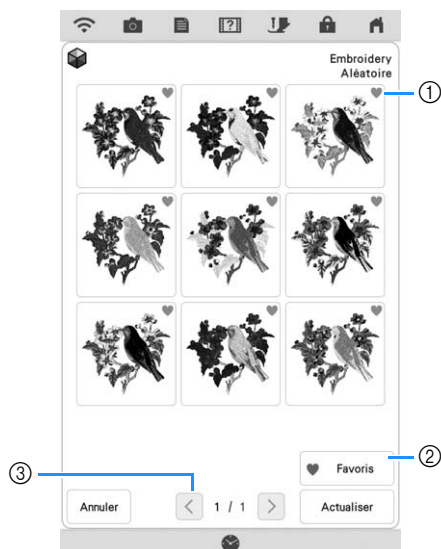 Embroidery
Aléatoire
①
②
Favoris
③
Annuler
1 / 1
Actualiser